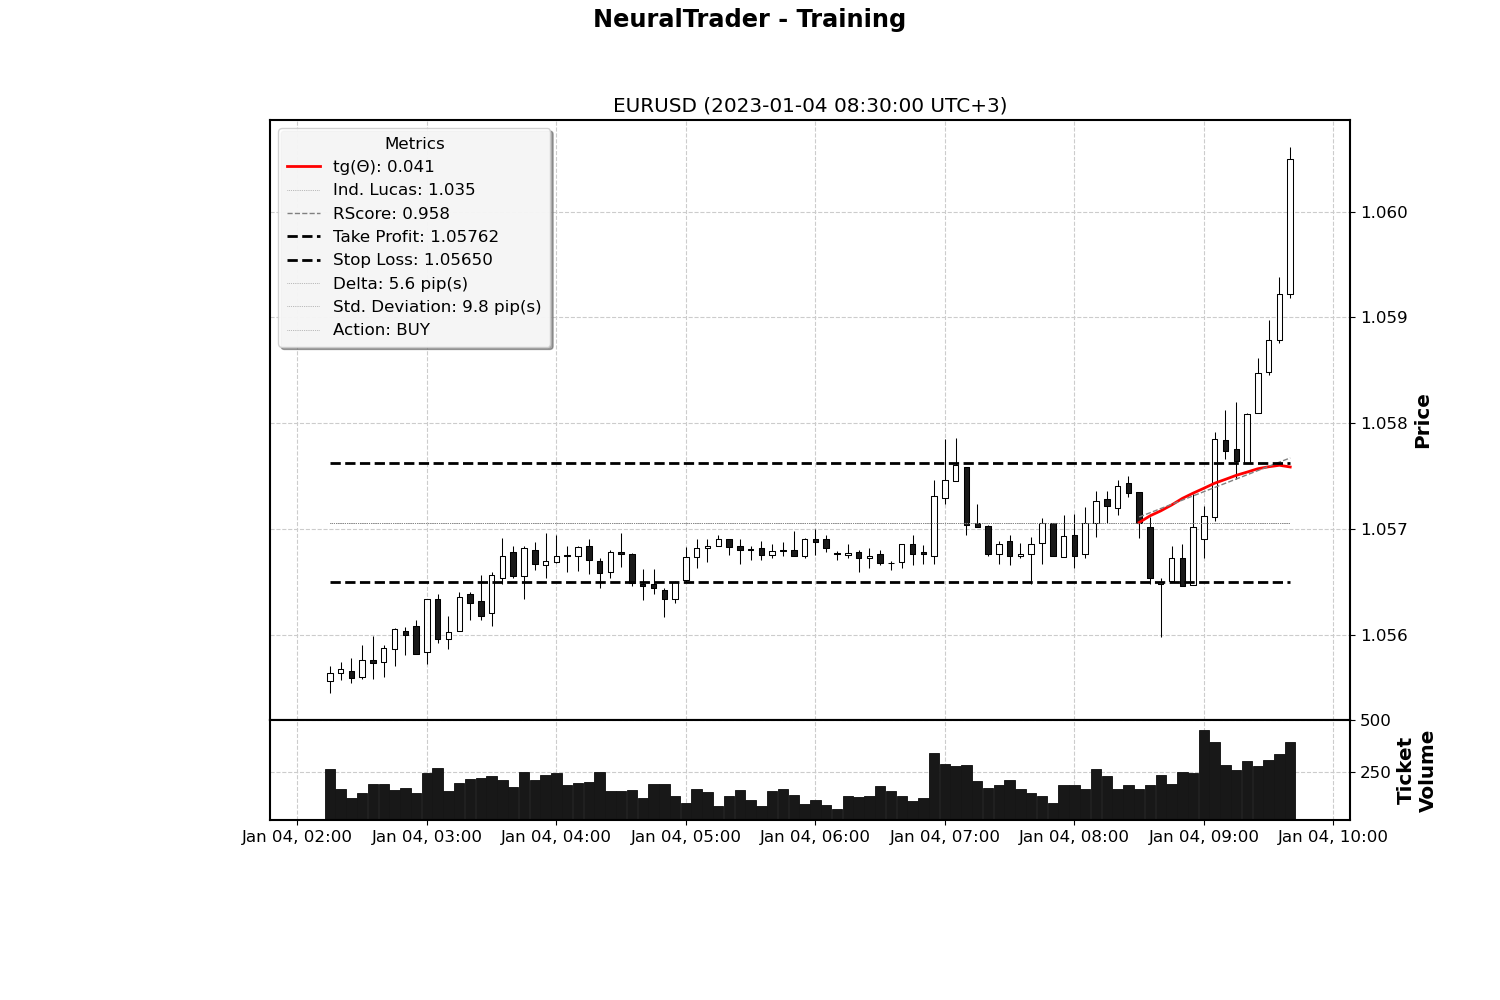 NeuralTrader - Training
EURUSD (2023-01-04 08:30:00 UTC+3)
Metrics
tg(Θ): 0.041
Ind. Lucas: 1.035
RScore: 0.958
Take Profit: 1.05762
Stop Loss: 1.05650
Delta: 5.6 pip(s)
Std. Deviation: 9.8 pip(s)
Action: BUY
1.060
1.059
1.058
1.057
1.056
Price
500
250
Ticket
Volume
Jan 04, 02:00
Jan 04, 03:00
Jan 04, 04:00
Jan 04, 05:00
Jan 04, 06:00
Jan 04, 07:00
Jan 04, 08:00
Jan 04, 09:00
Jan 04, 10:00